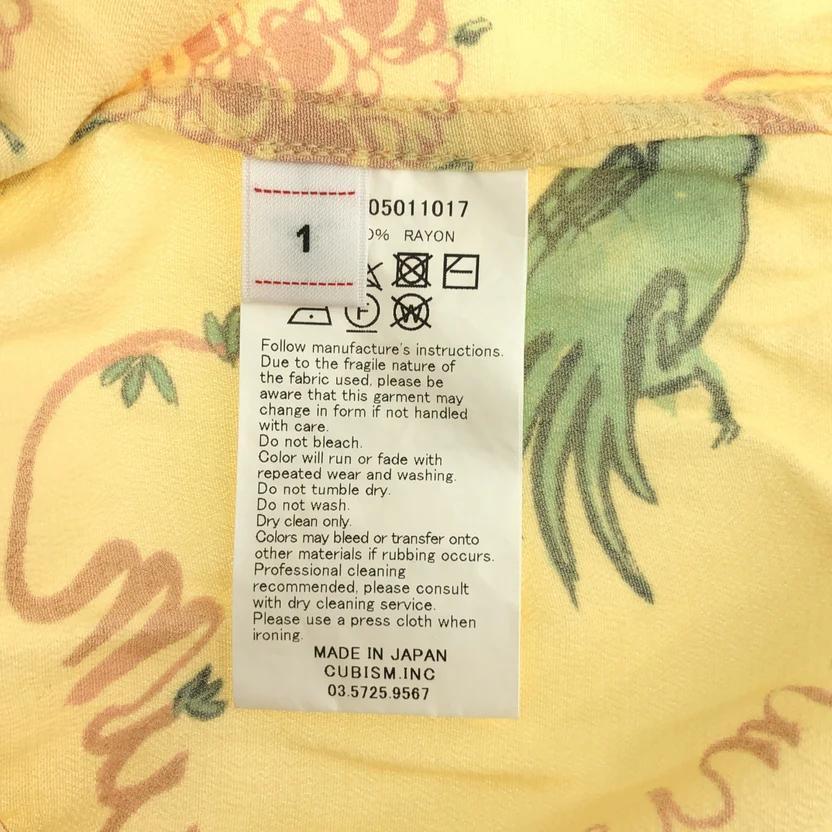 1
05011017
0% RAYON
F W
Follow manufacture's instructions.
Due to the fragile nature of
the fabric used, please be
aware that this garment may
change in form if not handled
with care.
Do not bleach.
Color will run or fade with
repeated wear and washing.
Do not tumble dry.
Do not wash.
Dry clean only.
Colors may bleed or transfer onto
other materials if rubbing occurs.
Professional cleaning
recommended, please consult
with dry cleaning service.
Please use a press cloth when
ironing.
MADE IN JAPAN
CUBISM.INC
03.5725.9567